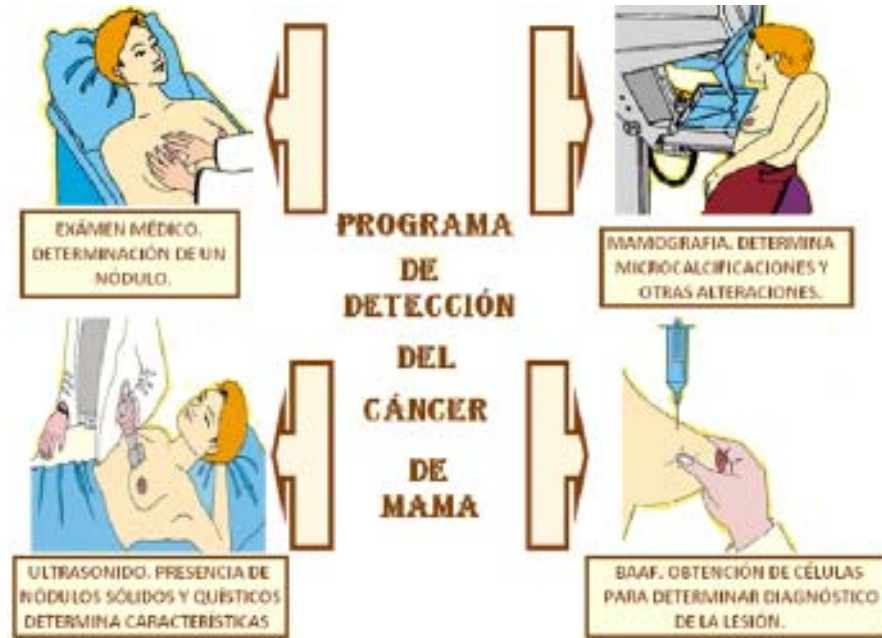 EXÁMEN MÉDICO.
DETERMINACIÓN DE UN
NÓDULO.
PROGRAMA
DE
DETECCIÓN
DEL
CÁNCER
DE
MAMA
MAMOGRAFIA. DETERMINA
MICROCALCIFICACIONES Y
OTRAS ALTERACIONES.
ULTRASONIDO. PRESENCIA DE
NÓDULOS SÓLIDOS Y QUÍSTICOS
DETERMINA CARACTERÍSTICAS
BAAF. OBTENCIÓN DE CÉLULAS
PARA DETERMINAR DIAGNÓSTICO
DE LA LESIÓN.